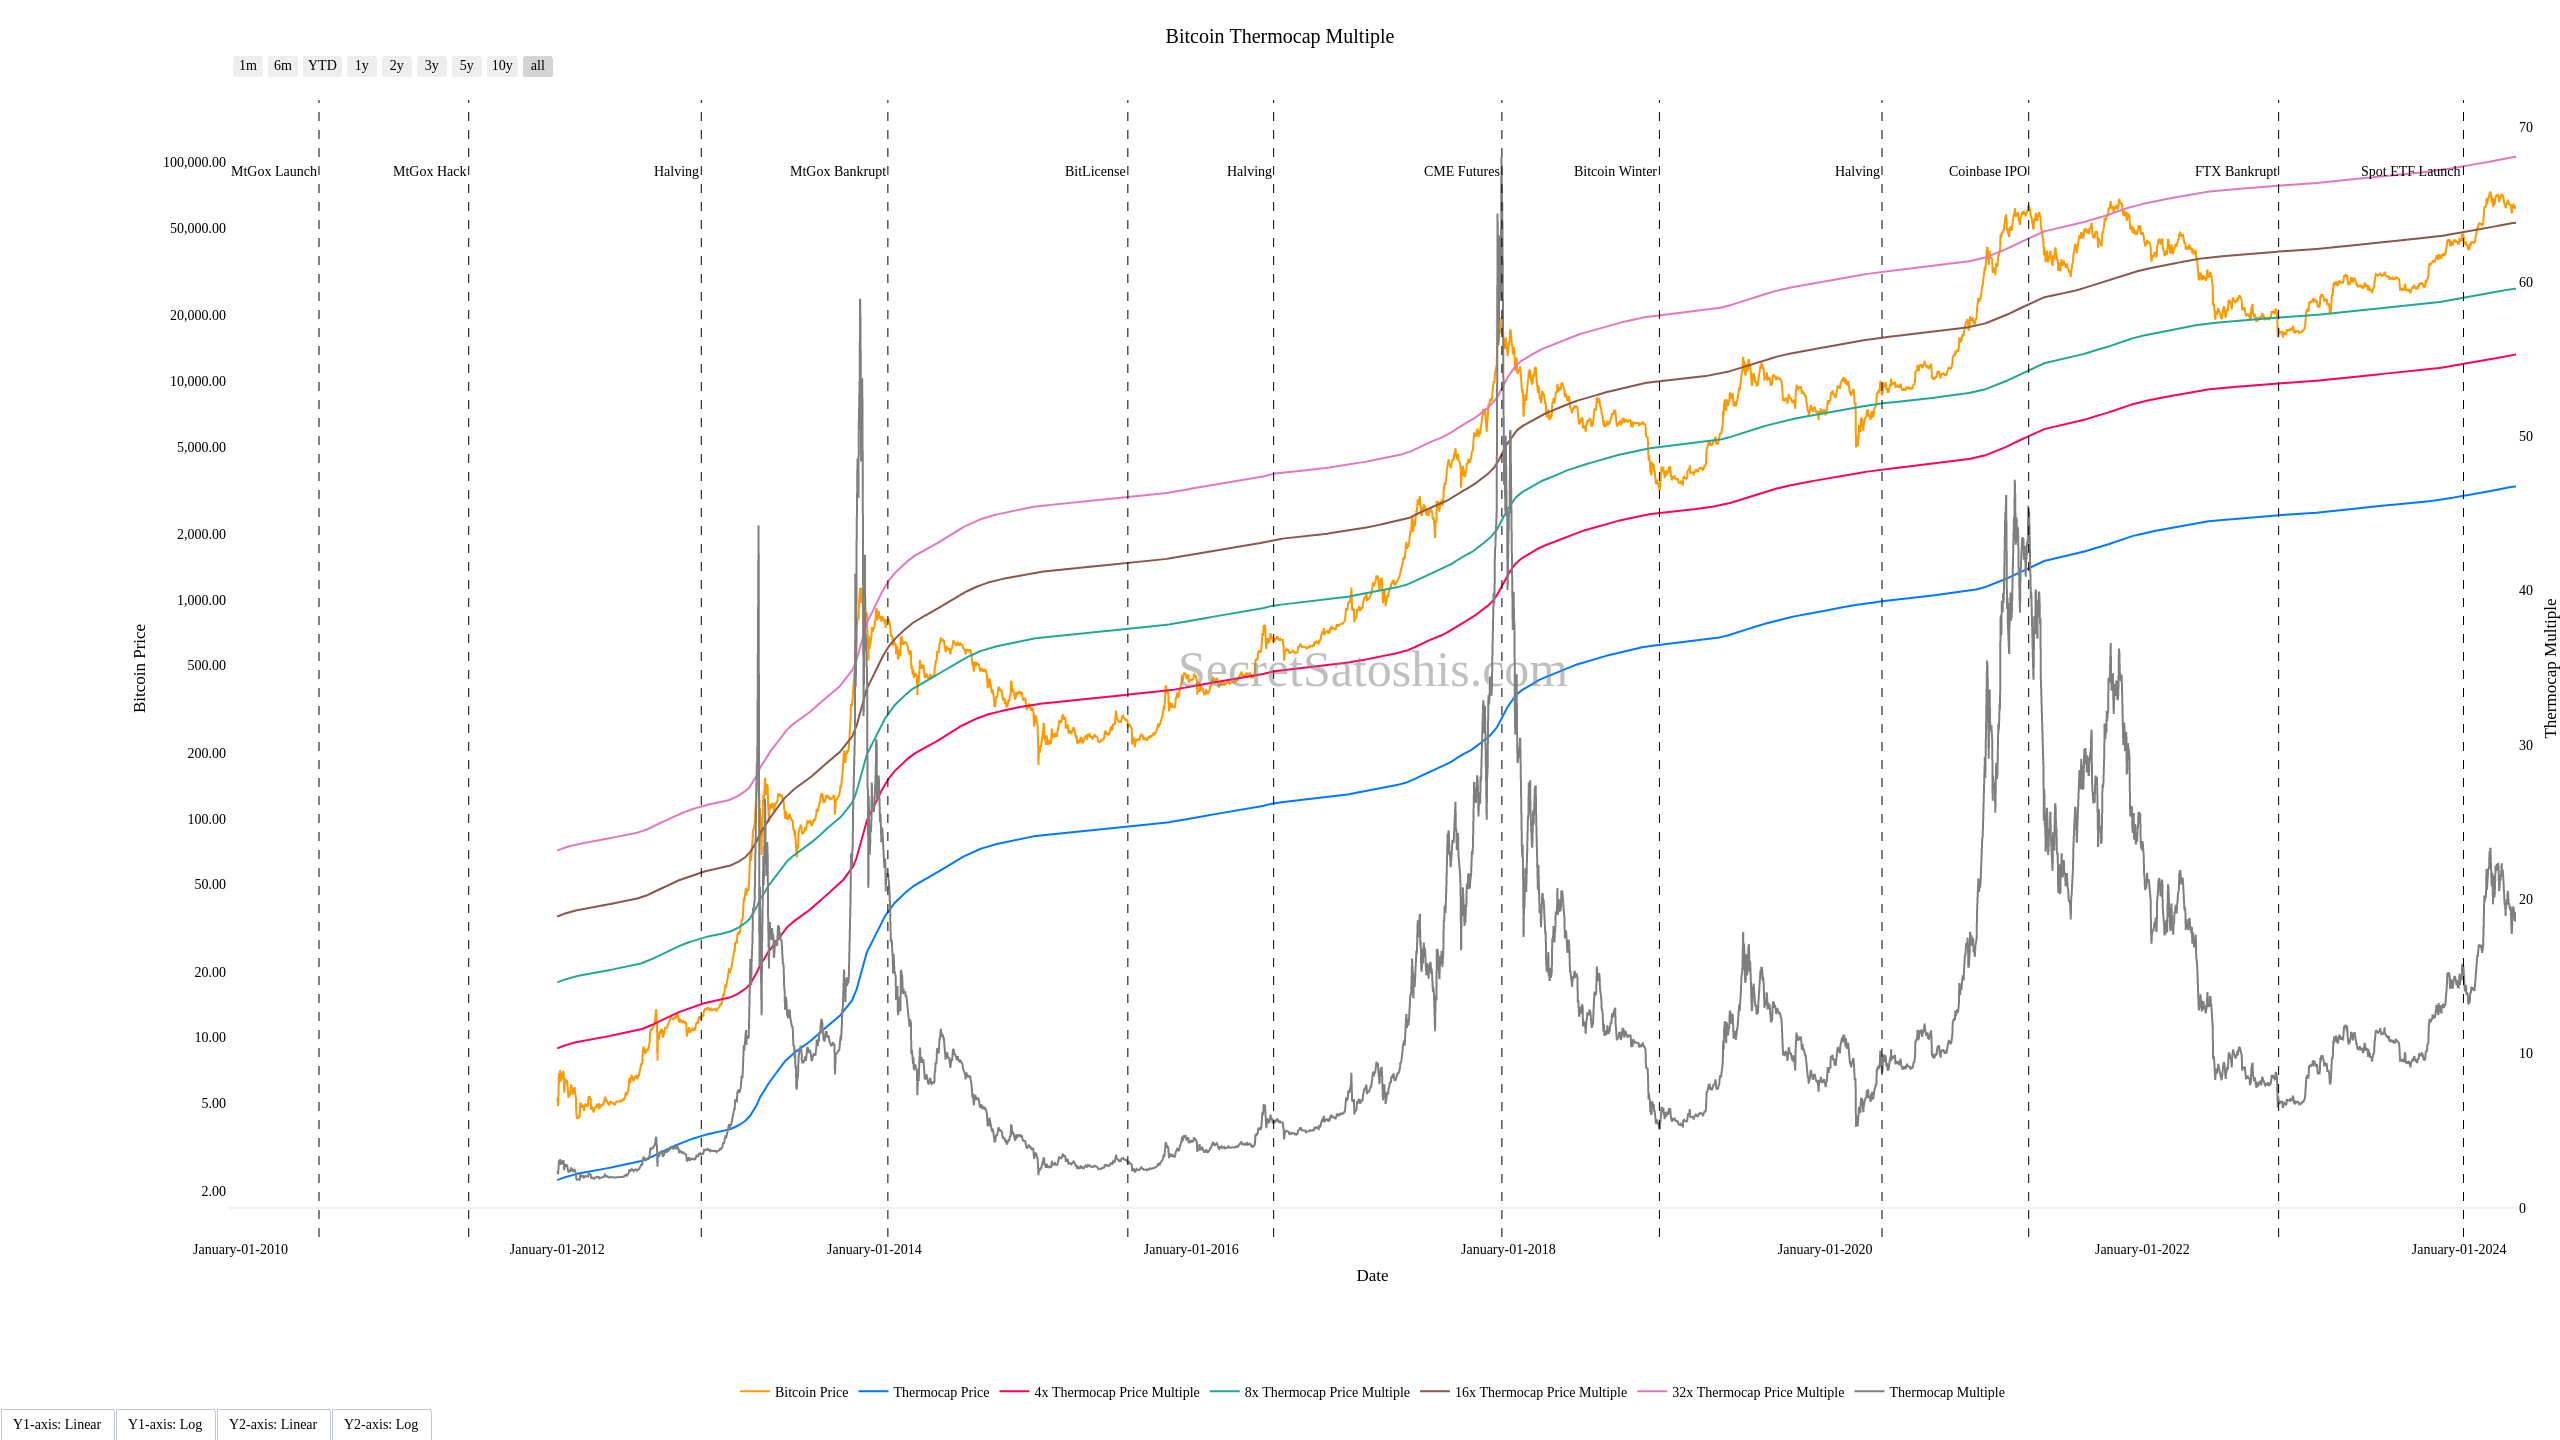 Bitcoin Thermocap Multiple
1m 6m YTD 1y 2y 3y 5y 10y all
70
100,000.00
MtGox Launch MtGox Hack Halving MtGox Bankrupt BitLicense Halving CME Futures Bitcoin Winter Halving Coinbase IPO FTX Bankrupt Spot ETF Launch
50,000.00
60
20,000.00
10,000.00
50
5,000.00
2,000.00
40
1,000.00
Bitcoin Price
Thermocap Multiple
500.00
SecretSatoshis.com
30
200.00
100.00
50.00
20
20.00
10.00
10
5.00
2.00
0
January-01-2010 January-01-2012 January-01-2014 January-01-2016 January-01-2018 January-01-2020 January-01-2022 January-01-2024
Date
Bitcoin Price Thermocap Price 4x Thermocap Price Multiple 8x Thermocap Price Multiple 16x Thermocap Price Multiple 32x Thermocap Price Multiple Thermocap Multiple
Y1-axis: Linear Y1-axis: Log Y2-axis: Linear Y2-axis: Log